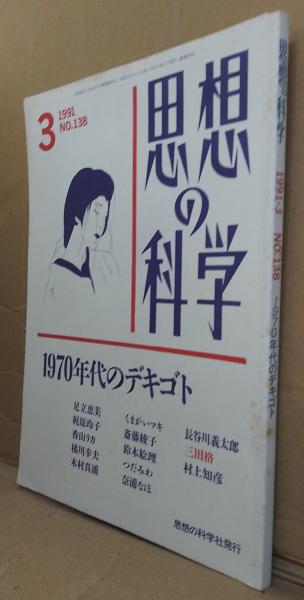 3
1991
NO.138
思想
の
科学
1970年代のデキゴト
足立恵美
梶原玲子
香山リカ
橘川幸夫
木村真浦
くまがいマキ
斎藤綾子
鈴木絵理
つだみわ
奈浦なほ
長谷川義太郎
三田格
村上知彦
思想の科学社発行
思想の科学
1991・3
NO.138
1970年代のデキゴト